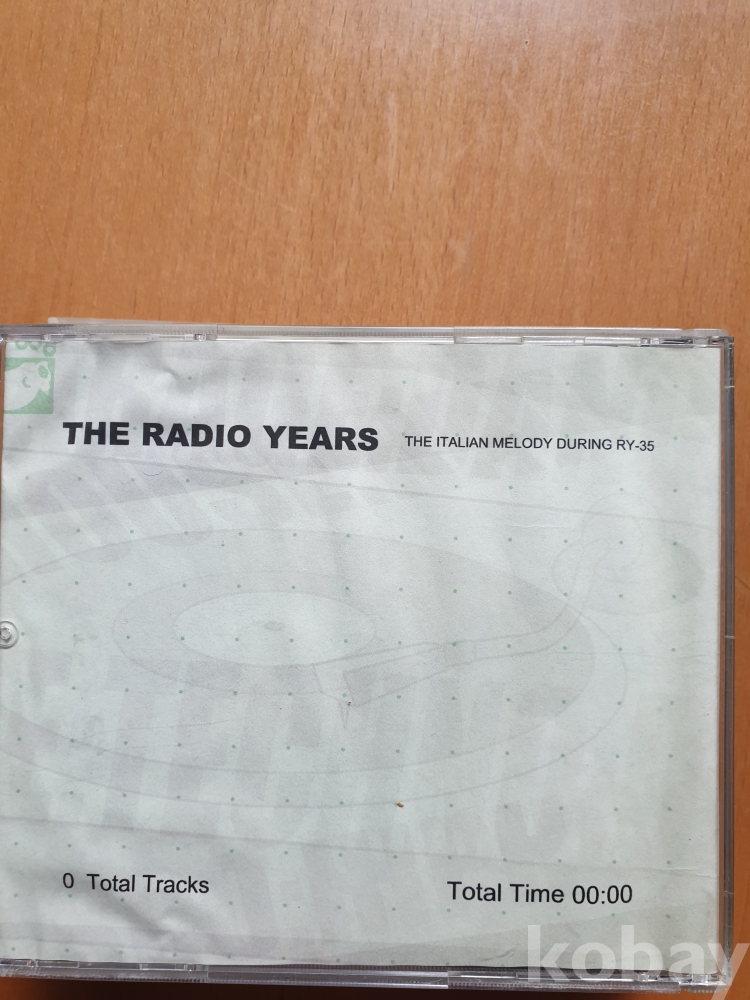 THE RADIO YEARS THE ITALIAN MELODY DURING RY-35
0 Total Tracks Total Time 00:00
kobay